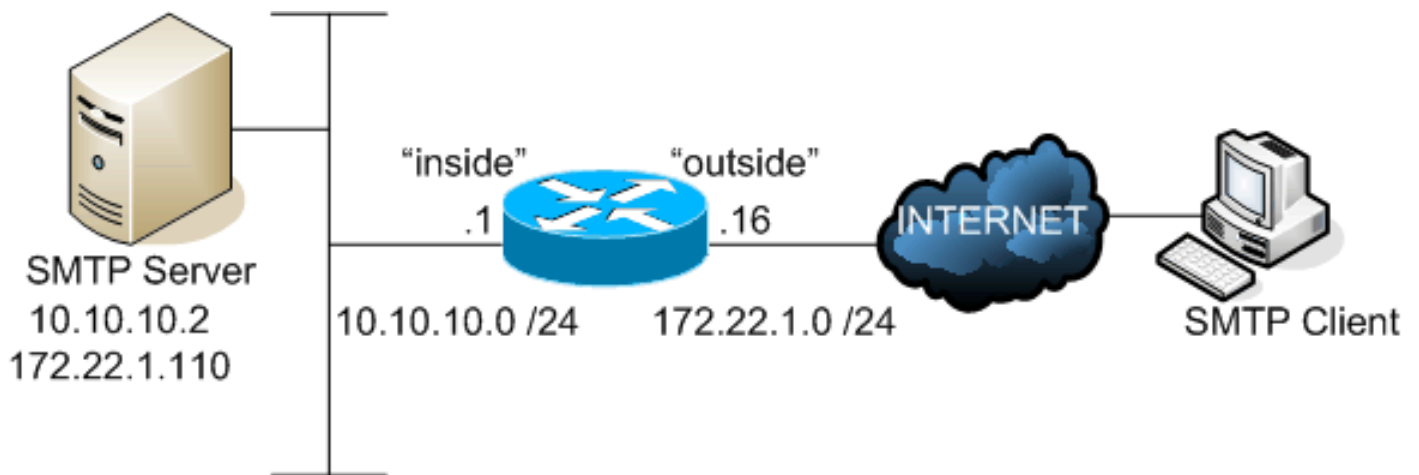 “inside”
“outside”
.1
.16
INTERNET
SMTP Server
10.10.10.2
172.22.1.110
10.10.10.0 /24
172.22.1.0 /24
SMTP Client